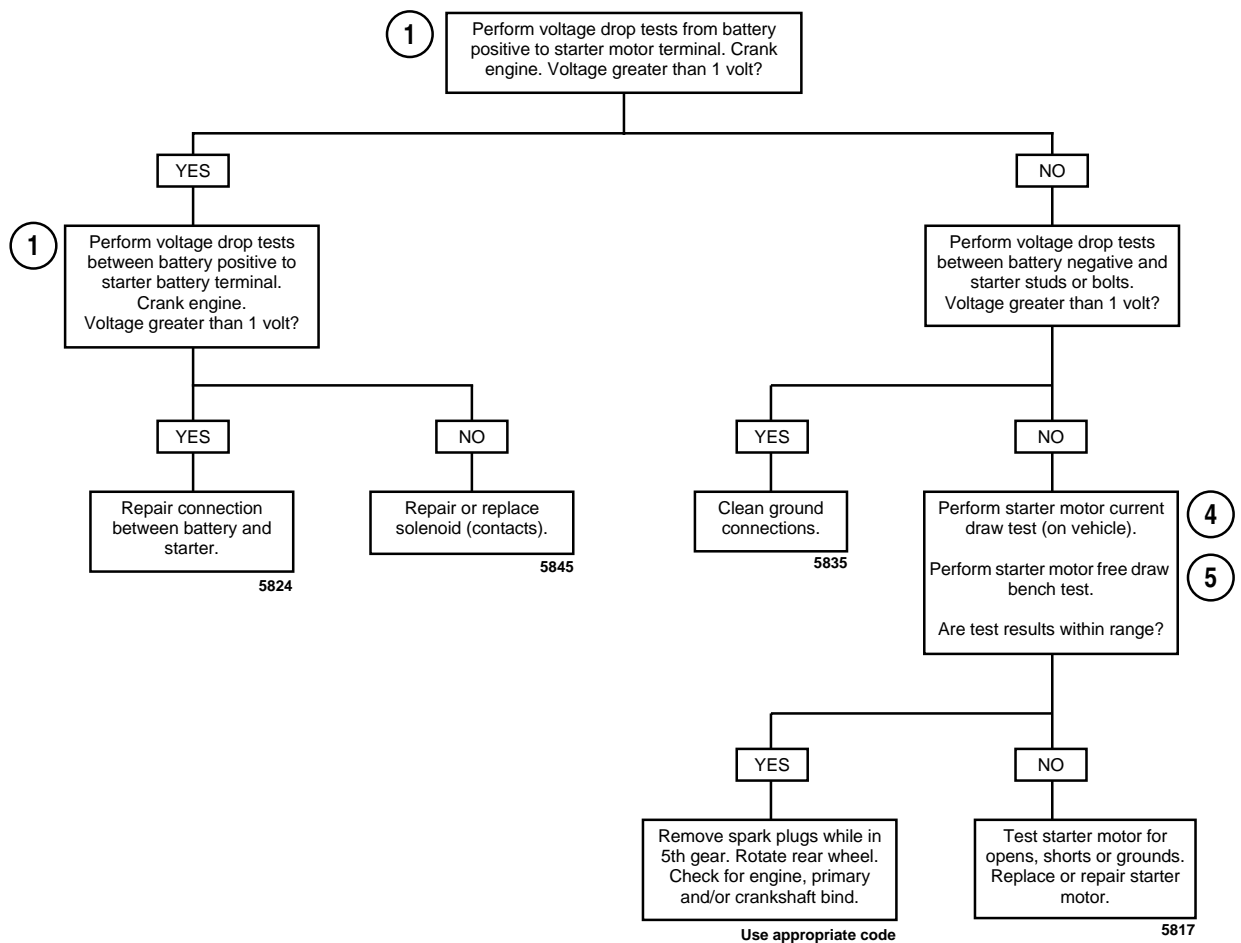 1
Perform voltage drop tests from battery
positive to starter motor terminal. Crank
engine. Voltage greater than 1 volt?
YES
NO
1
Perform voltage drop tests
between battery positive to
starter battery terminal.
Crank engine.
Voltage greater than 1 volt?
Perform voltage drop tests
between battery negative and
starter studs or bolts.
Voltage greater than 1 volt?
YES
NO
YES
NO
Repair connection
between battery and
starter.
5824
Repair or replace
solenoid (contacts).
5845
Clean ground
connections.
5835
Perform starter motor current
draw test (on vehicle).
4
Perform starter motor free draw
bench test.
5
Are test results within range?
YES
NO
Remove spark plugs while in
5th gear. Rotate rear wheel.
Check for engine, primary
and/or crankshaft bind.
Use appropriate code
Test starter motor for
opens, shorts or grounds.
Replace or repair starter
motor.
5817